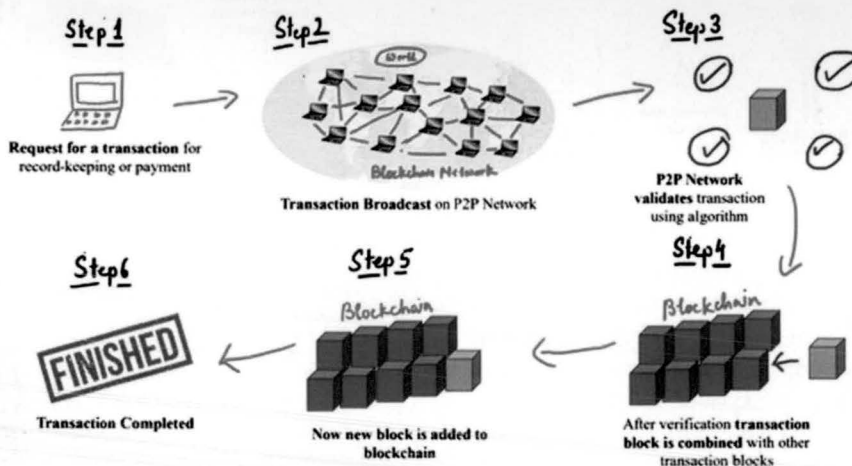 Step 1
Request for a transaction for
record-keeping or payment
Step 2
World
Blockchain Network
Transaction Broadcast on P2P Network
Step 3
P2P Network
validates transaction
using algorithm
Step 4
Blockchain
After verification transaction
block is combined with other
transaction blocks
Step 5
Blockchain
Now new block is added to
blockchain
Step 6
FINISHED
Transaction Completed